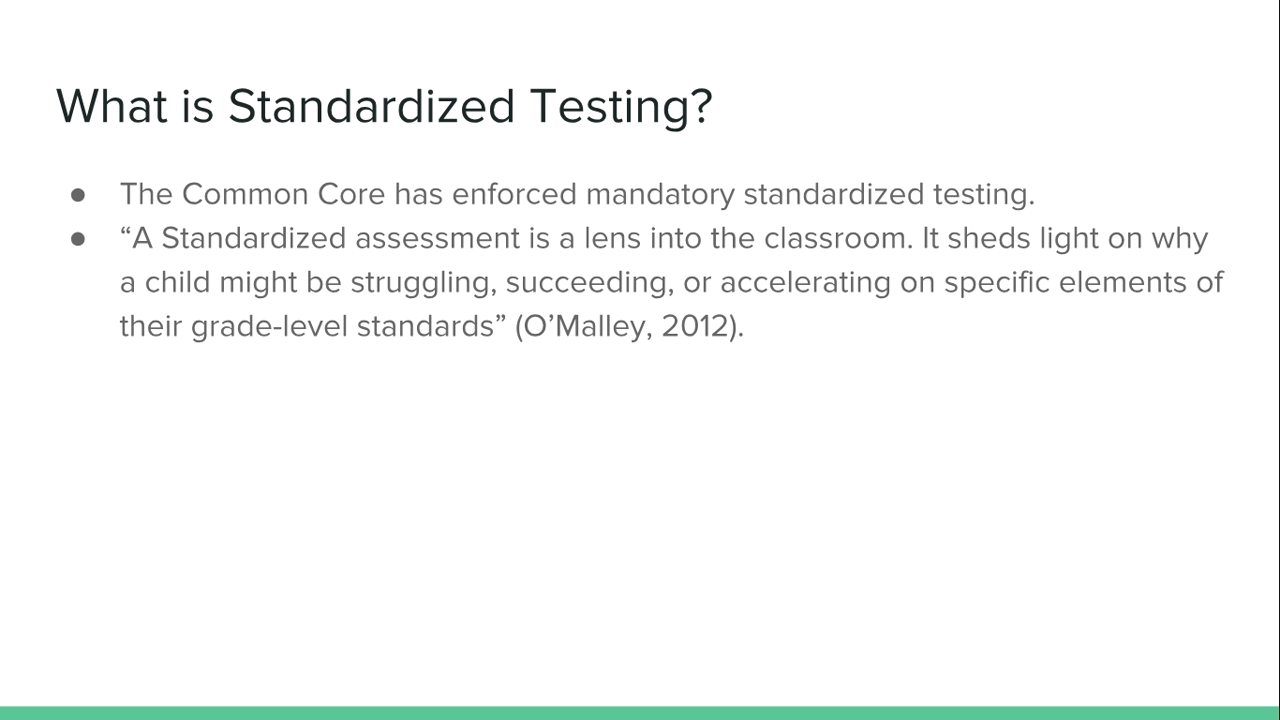 What is Standardized Testing?
● The Common Core has enforced mandatory standardized testing.
● “A Standardized assessment is a lens into the classroom. It sheds light on why
a child might be struggling, succeeding, or accelerating on specific elements of
their grade-level standards” (O’Malley, 2012).